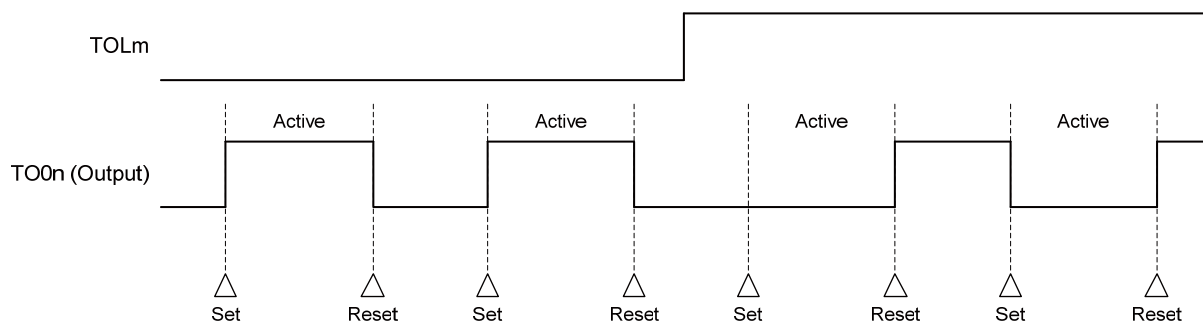 TOLm
Active Active Active Active
TO0n (Output)
Set Reset Set Reset Set Reset Set Reset